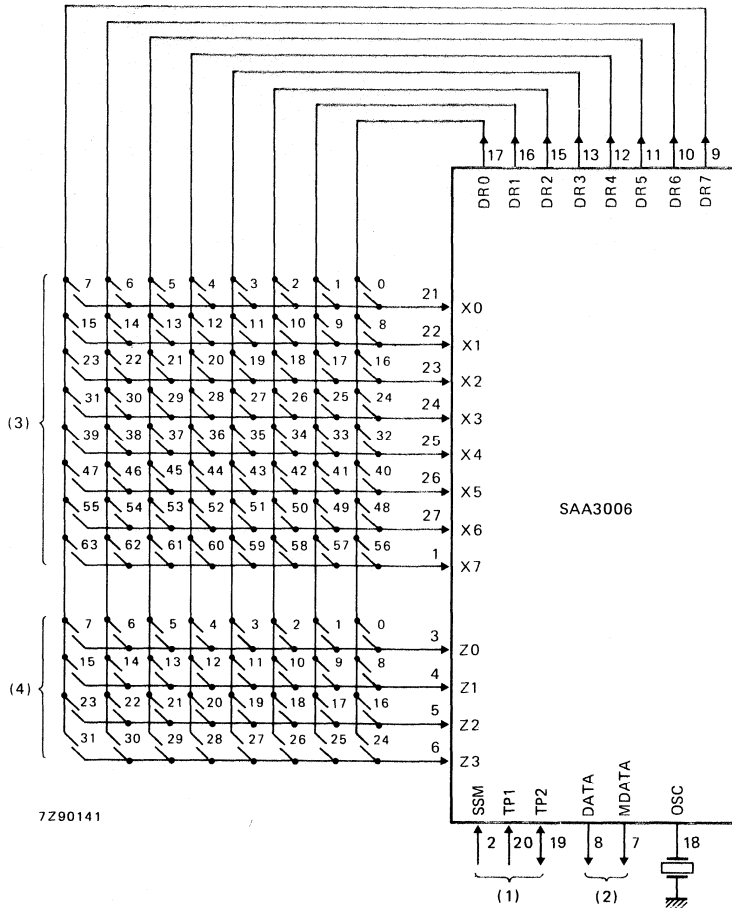 17 16 15 13 12 11 10 9
DR0 DR1 DR2 DR3 DR4 DR5 DR6 DR7
7 6 5 4 3 2 1 0 21 X0
15 14 13 12 11 10 9 8 22 X1
23 22 21 20 19 18 17 16 23 X2
31 30 29 28 27 26 25 24 24 X3
(3)
39 38 37 36 35 34 33 32 25 X4
47 46 45 44 43 42 41 40 26 X5
55 54 53 52 51 50 49 48 27 X6
SAA3006
63 62 61 60 59 58 57 56 1 X7
7 6 5 4 3 2 1 0 3 Z0
15 14 13 12 11 10 9 8 4 Z1
(4)
23 22 21 20 19 18 17 16 5 Z2
31 30 29 28 27 26 25 24 6 Z3
SSM TP1 TP2 DATA MDATA OSC
7Z90141
2 20 19 8 7 18
(1) (2)